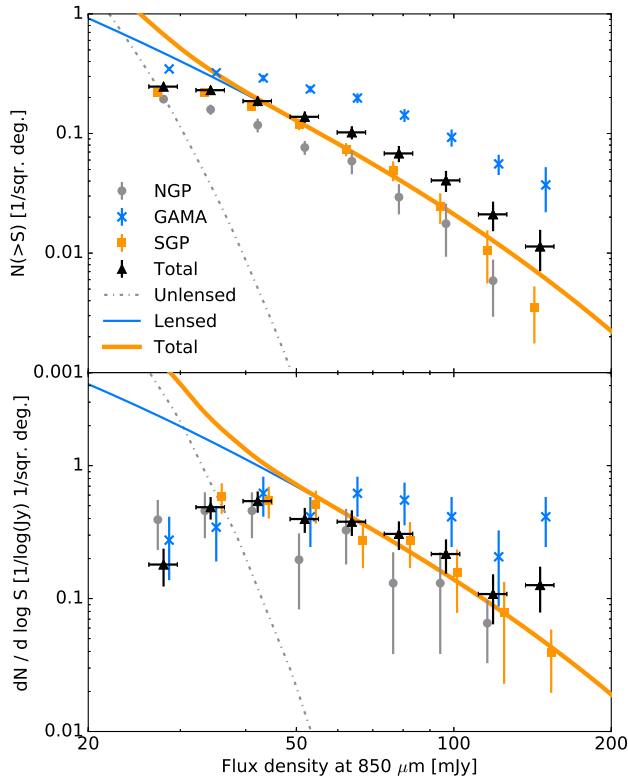 1
0.1
0.01
0.001
N(>S) [1/sqr. deg.]
NGP
GAMA
SGP
Total
Unlensed
Lensed
Total
1
0.1
0.01
dN / d log S [1/log(Jy) 1/sqr. deg.]
20
50
100
200
Flux density at 850 μm [mJy]